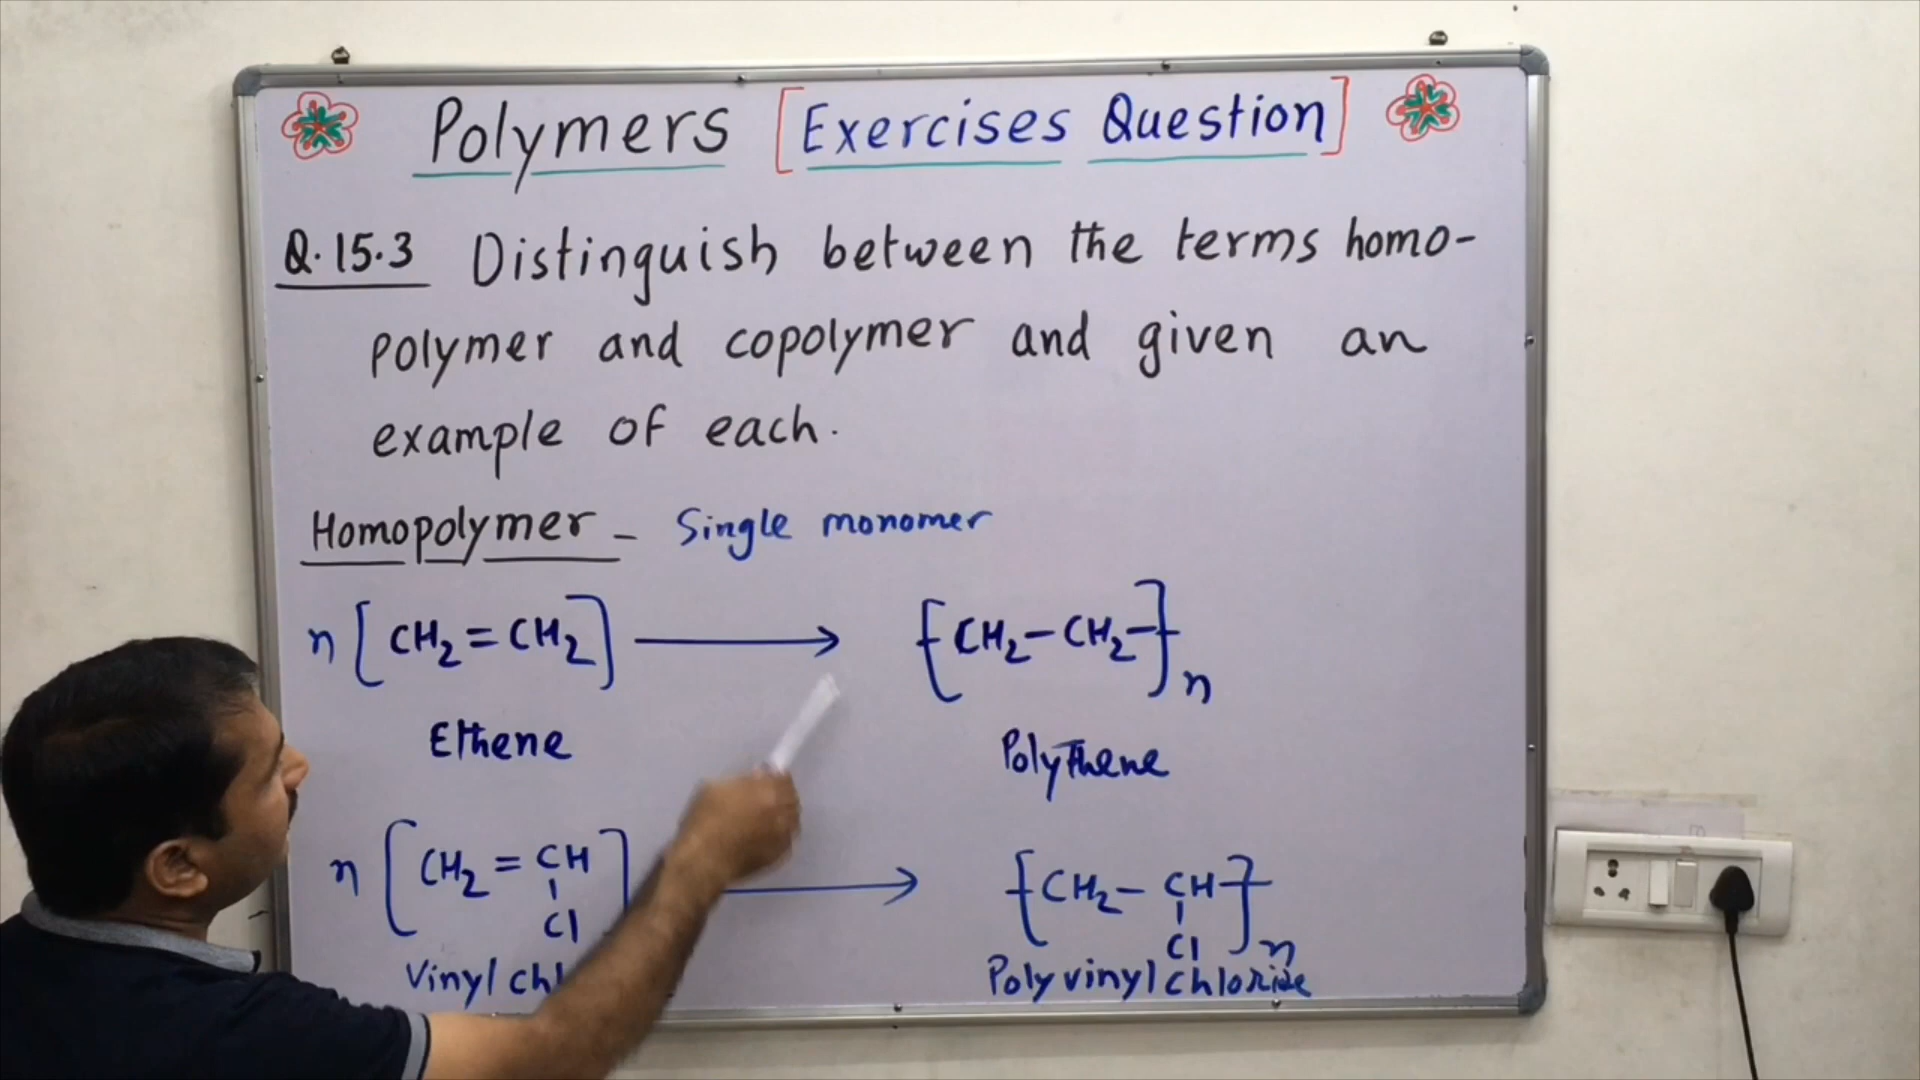 Polymers [Exercises Question]
Q. 15.3 Distinguish between the terms homo-
polymer and copolymer and given an
example of each.
Homopolymer - Single monomer
n[CH₂=CH₂] → [CH₂-CH₂-]n
Ethene Polythene
n[CH₂=CH → [CH₂-CH-]n
Cl Cl
Vinyl chl Polyvinyl chloride